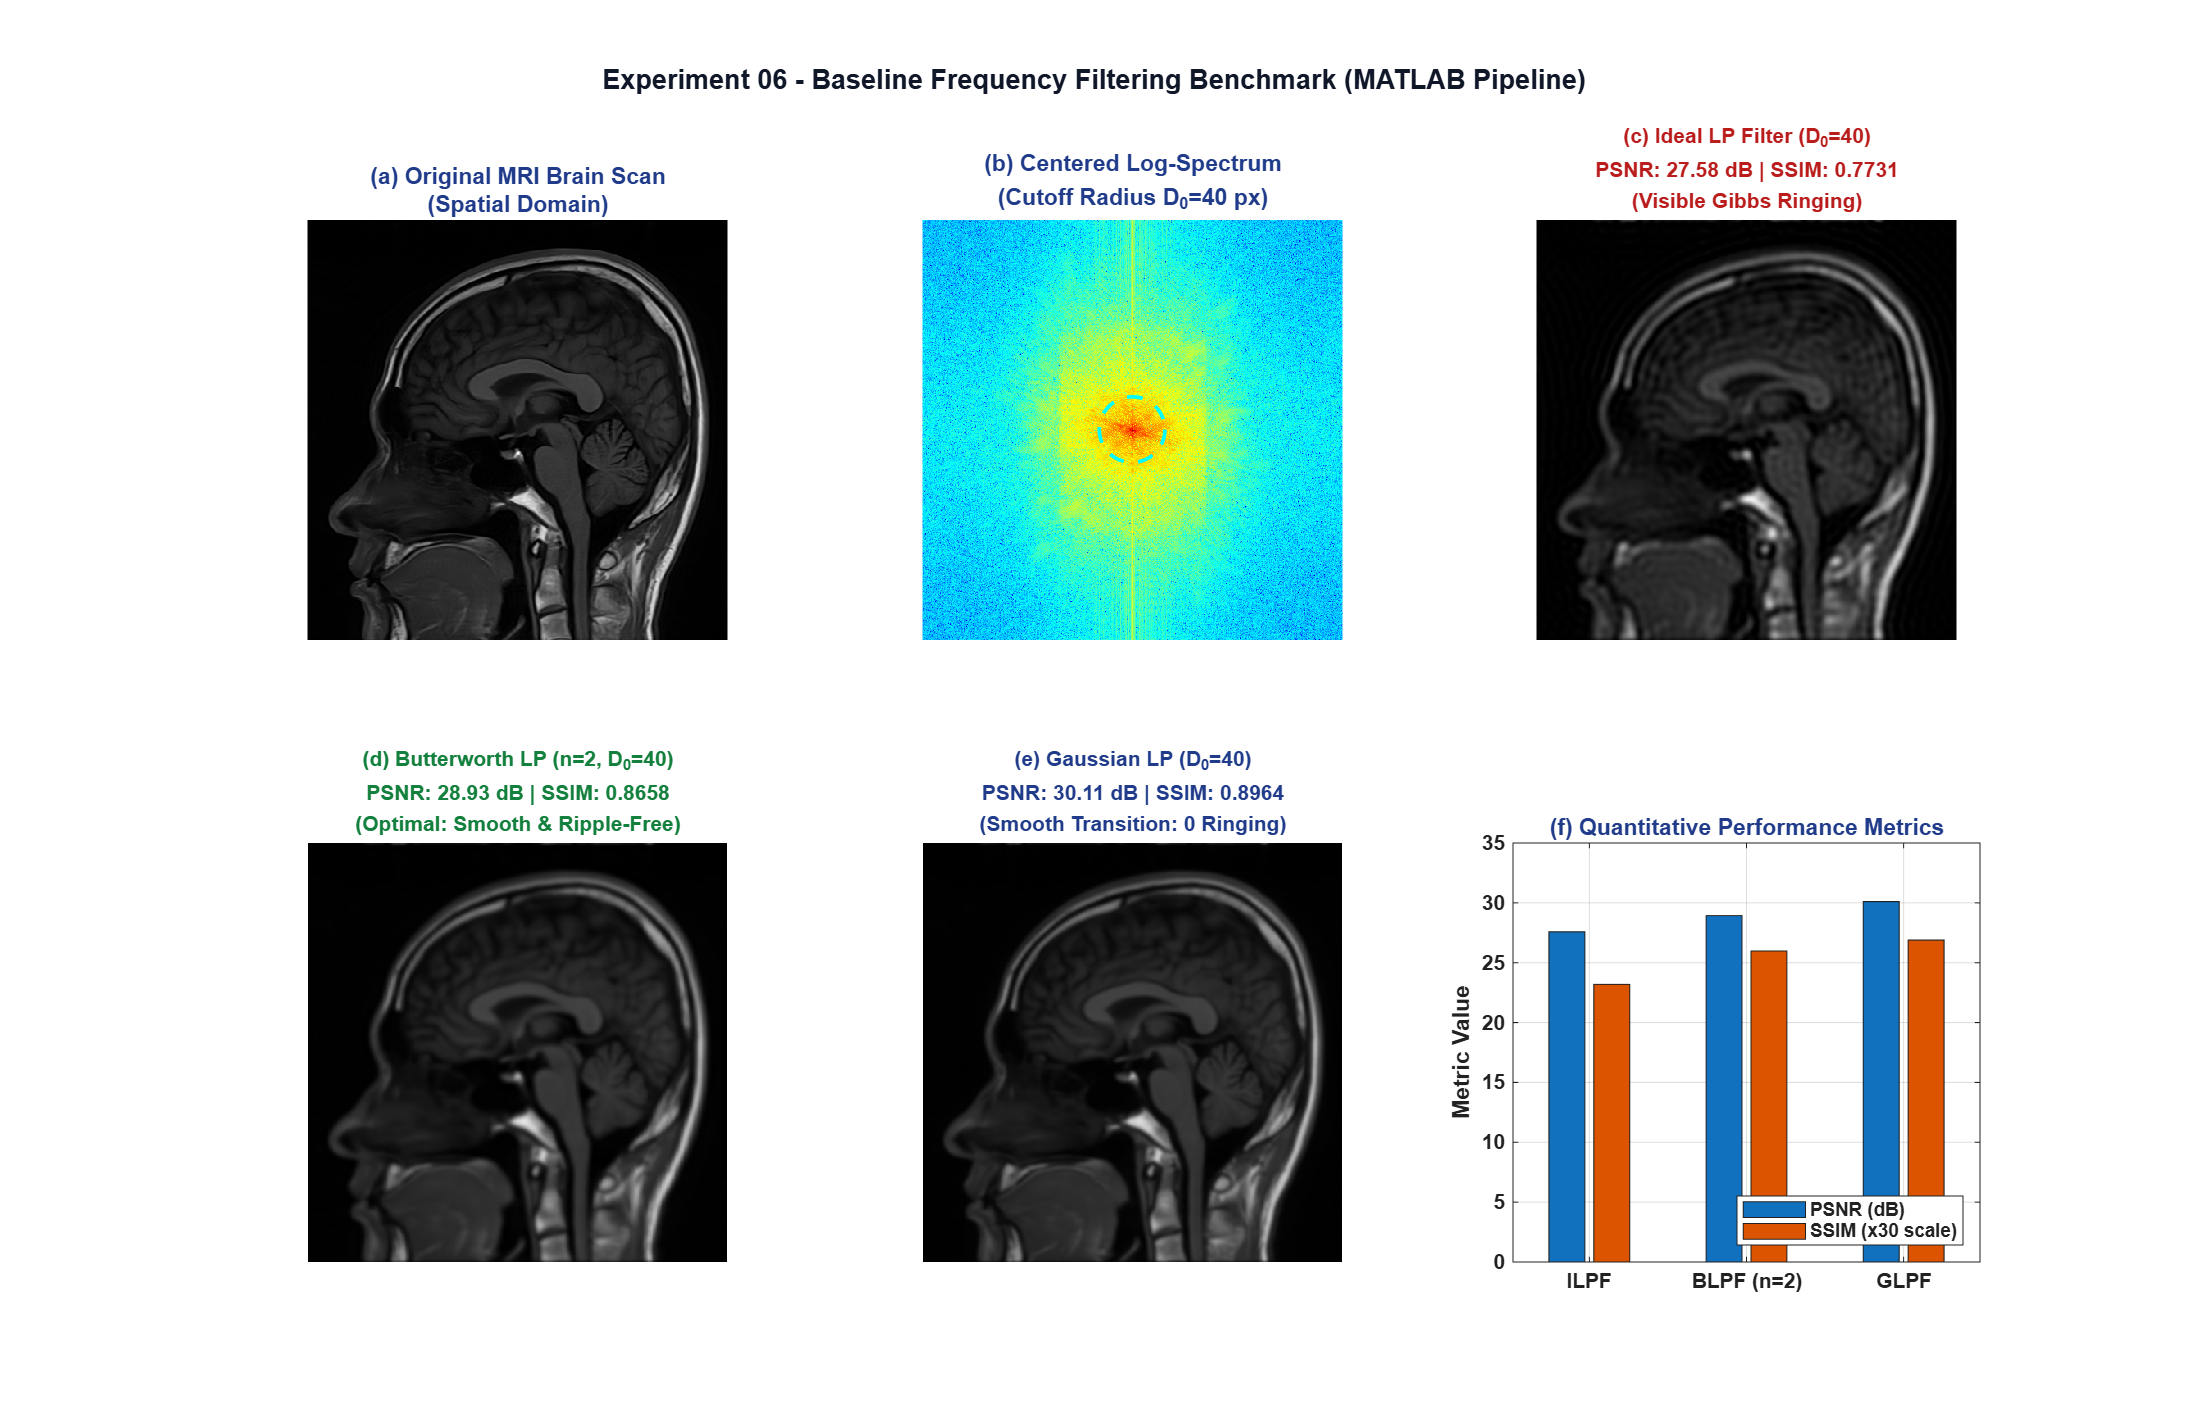 Experiment 06 - Baseline Frequency Filtering Benchmark (MATLAB Pipeline)
(a) Original MRI Brain Scan
(Spatial Domain)
(b) Centered Log-Spectrum
(Cutoff Radius D₀=40 px)
(c) Ideal LP Filter (D₀=40)
PSNR: 27.58 dB | SSIM: 0.7731
(Visible Gibbs Ringing)
(d) Butterworth LP (n=2, D₀=40)
PSNR: 28.93 dB | SSIM: 0.8658
(Optimal: Smooth & Ripple-Free)
(e) Gaussian LP (D₀=40)
PSNR: 30.11 dB | SSIM: 0.8964
(Smooth Transition: 0 Ringing)
(f) Quantitative Performance Metrics
35
30
25
20
15
10
5
0
Metric Value
PSNR (dB)
SSIM (x30 scale)
ILPF
BLPF (n=2)
GLPF